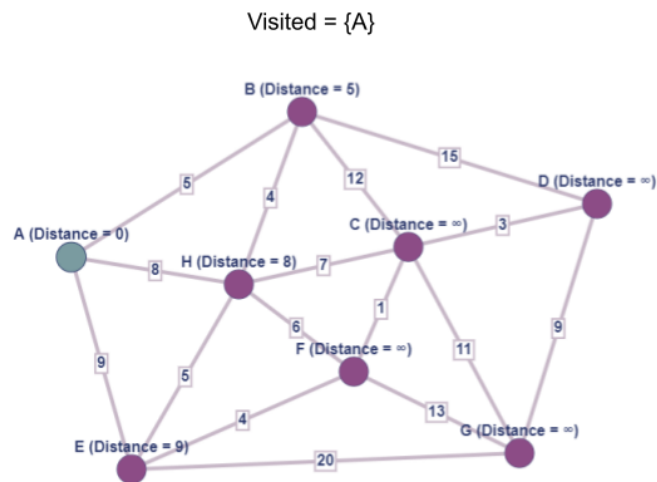 Visited = {A}
B (Distance = 5)
15
5
12
D (Distance = ∞)
4
C (Distance = ∞)
3
A (Distance = 0)
H (Distance = 8)
7
8
1
6
9
F (Distance = ∞)
11
9
5
4
13
G (Distance = ∞)
E (Distance = 9)
20